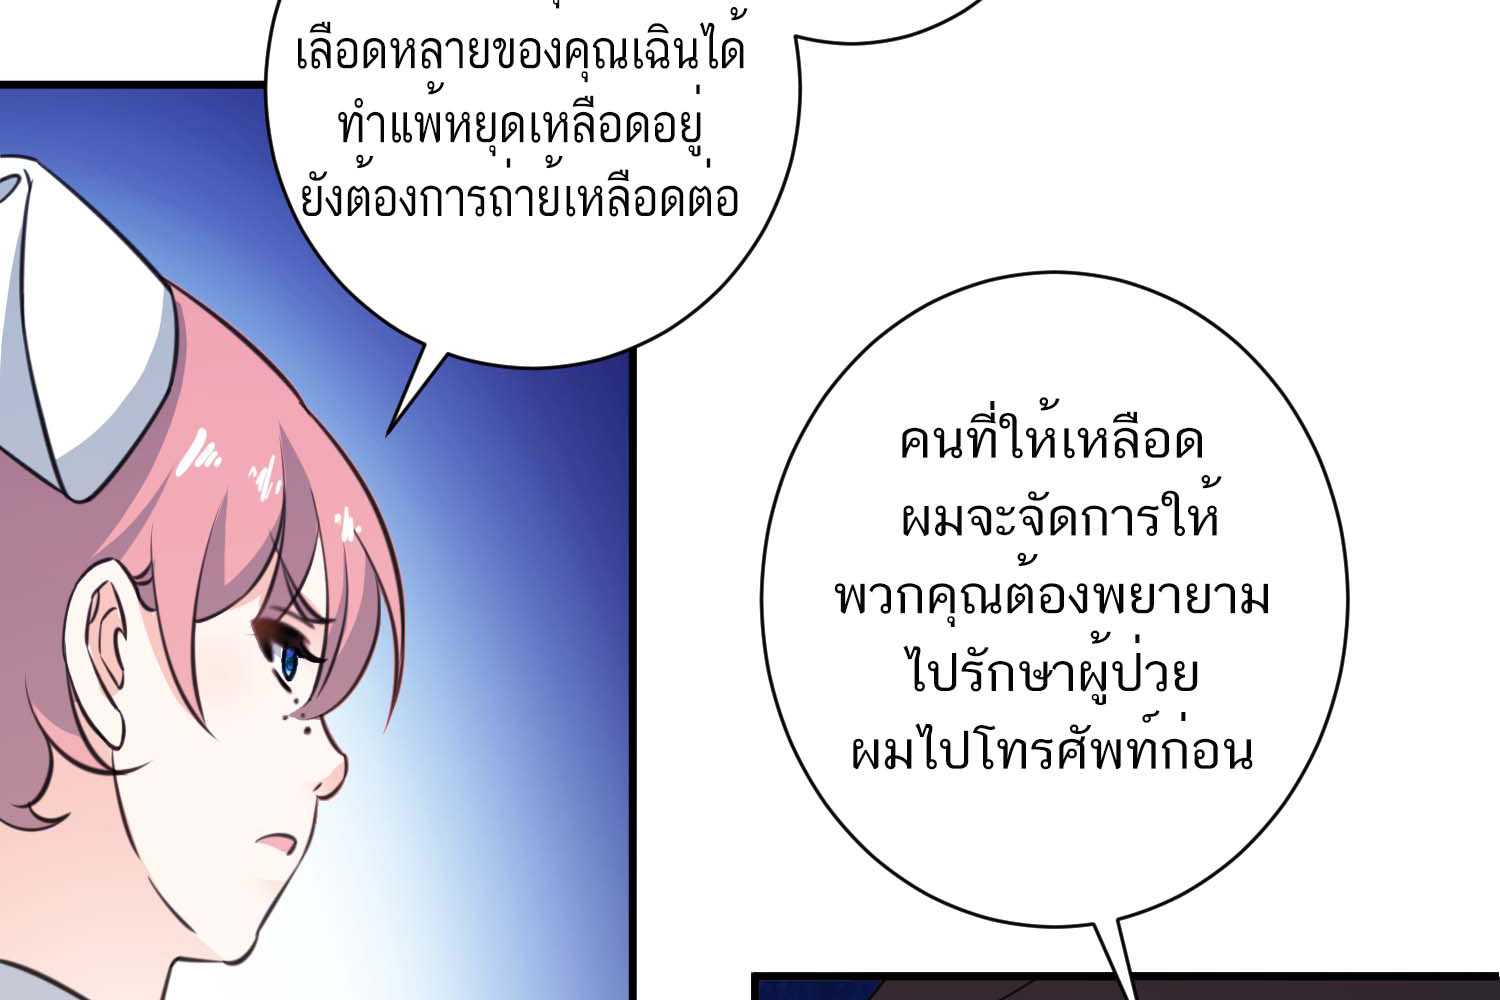 เลือดหลายของคุณเฉินได้
ทำแพ้หยุดเหลือดอยู่
ยังต้องการถ่ายเหลือดต่อ
คนที่ให้เหลือด
ผมจะจัดการให้
พวกคุณต้องพยายาม
ไปรักษาผู้ป่วย
ผมไปโทรศัพท์ก่อน